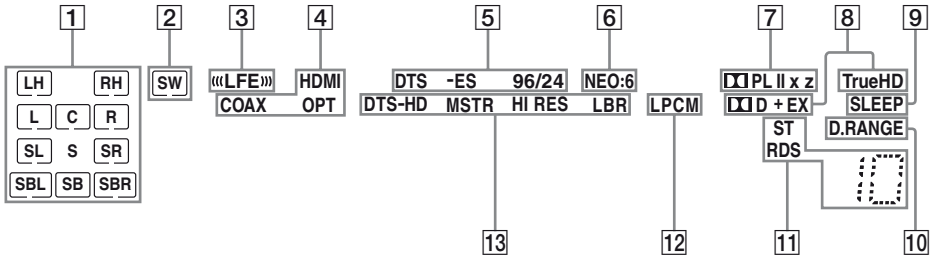 1 2 3 4 5 6 7 8 9
LH RH SW (((LFE))) HDMI DTS -ES 96/24 NEO:6 PL II x z TrueHD
L C R COAX OPT DTS-HD MSTR HI RES LBR LPCM D + EX SLEEP
SL S SR ST D.RANGE
SBL SB SBR RDS 10
13 12 11 10